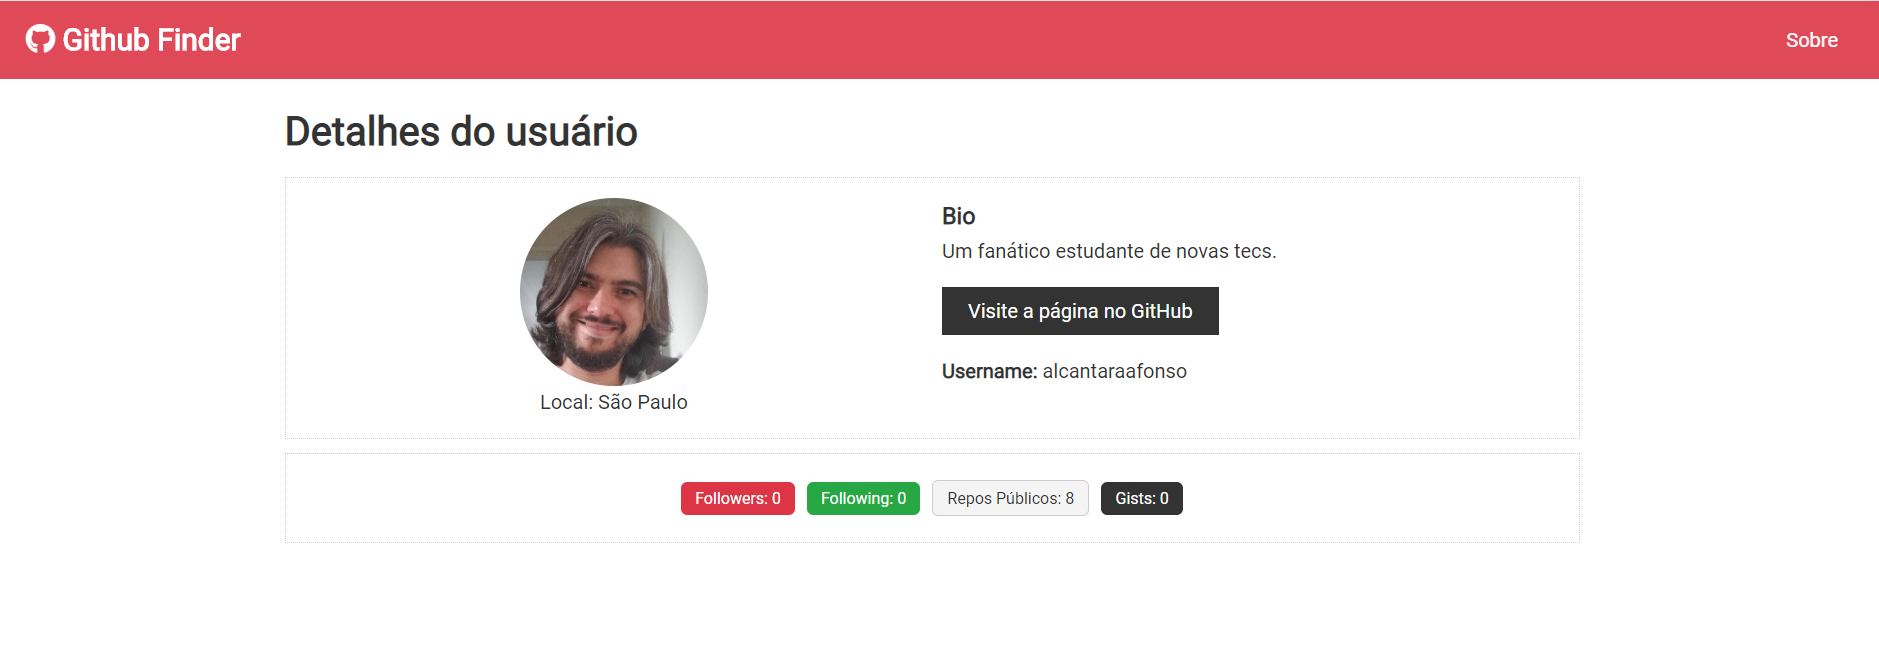 Github Finder
Sobre
Detalhes do usuário
Bio
Um fanático estudante de novas tecs.
Visite a página no GitHub
Username: alcantaraafonso
Local: São Paulo
Followers: 0
Following: 0
Repos Públicos: 8
Gists: 0